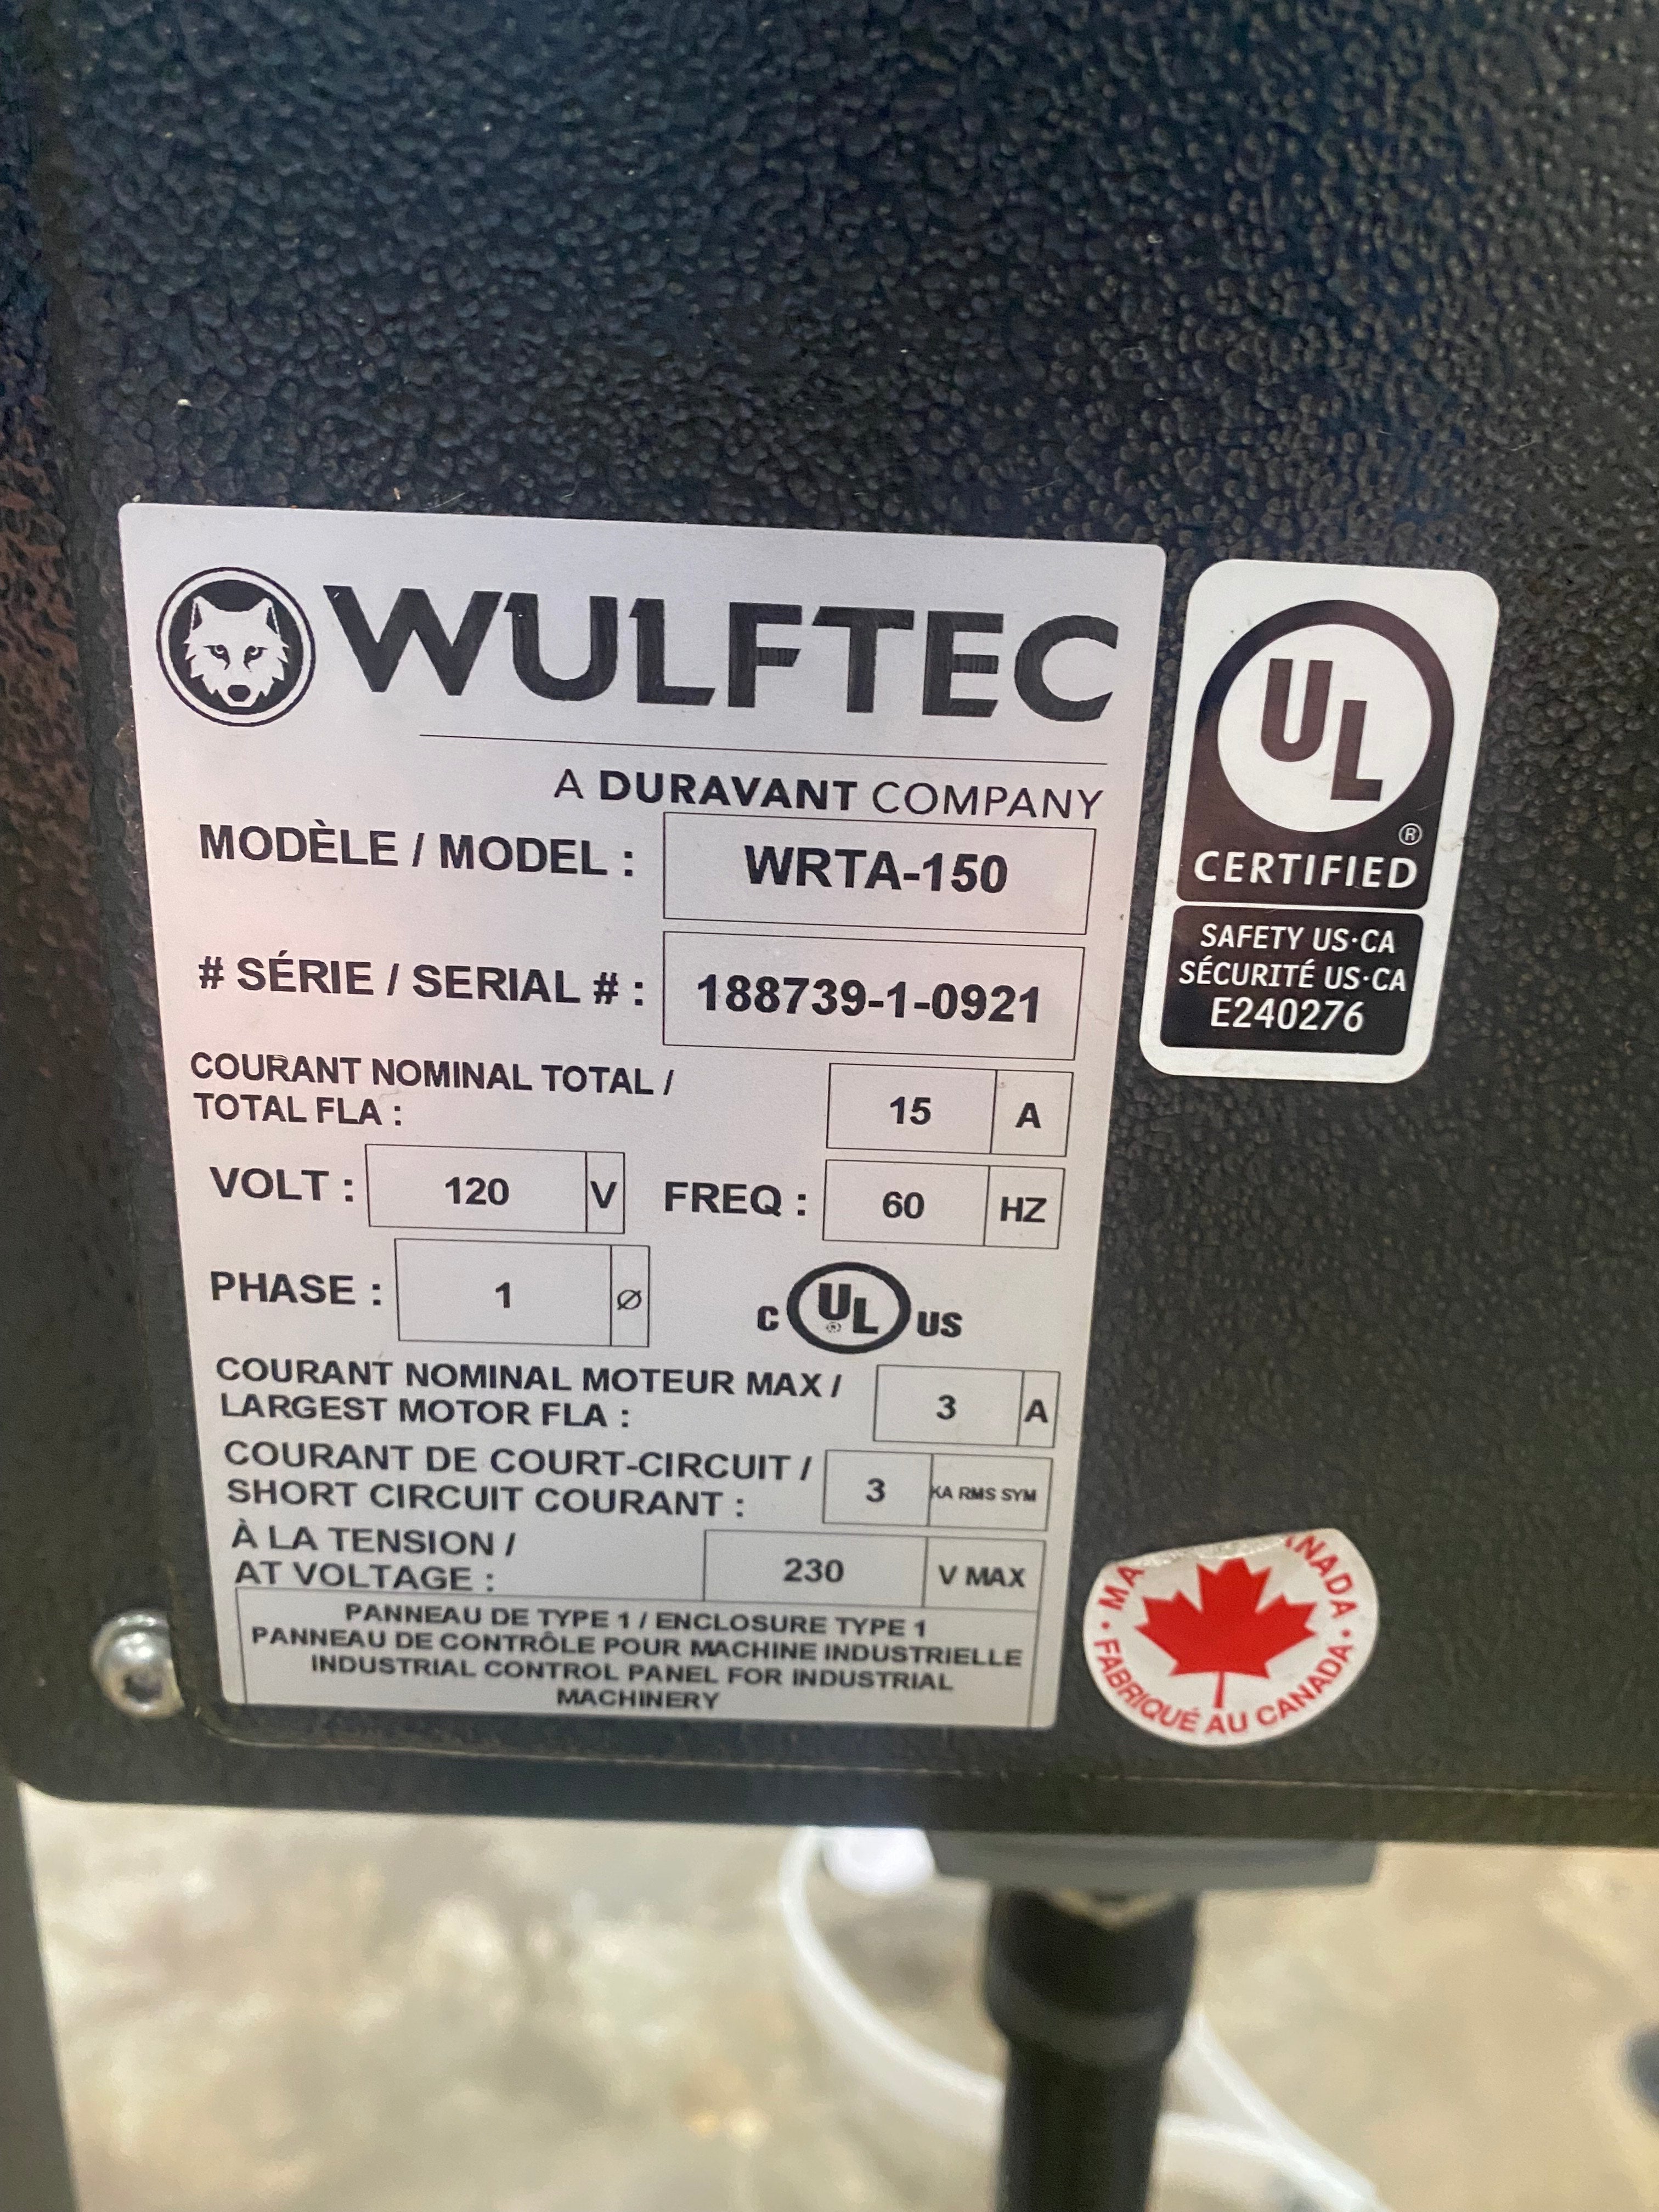 WULFTEC
A DURAVANT COMPANY
MODÈLE / MODEL : WRTA-150
# SÉRIE / SERIAL # : 188739-1-0921
COURANT NOMINAL TOTAL /
TOTAL FLA : 15 A
VOLT : 120 V FREQ : 60 HZ
PHASE : 1 Ø
C UL US
COURANT NOMINAL MOTEUR MAX /
LARGEST MOTOR FLA : 3 A
COURANT DE COURT-CIRCUIT /
SHORT CIRCUIT COURANT : 3 KA RMS SYM
À LA TENSION /
AT VOLTAGE : 230 V MAX
PANNEAU DE TYPE 1 / ENCLOSURE TYPE 1
PANNEAU DE CONTRÔLE POUR MACHINE INDUSTRIELLE
INDUSTRIAL CONTROL PANEL FOR INDUSTRIAL
MACHINERY
UL
®
CERTIFIED
SAFETY US·CA
SÉCURITÉ US·CA
E240276
• MA
NADA •
FABRIQUÉ AU CANADA